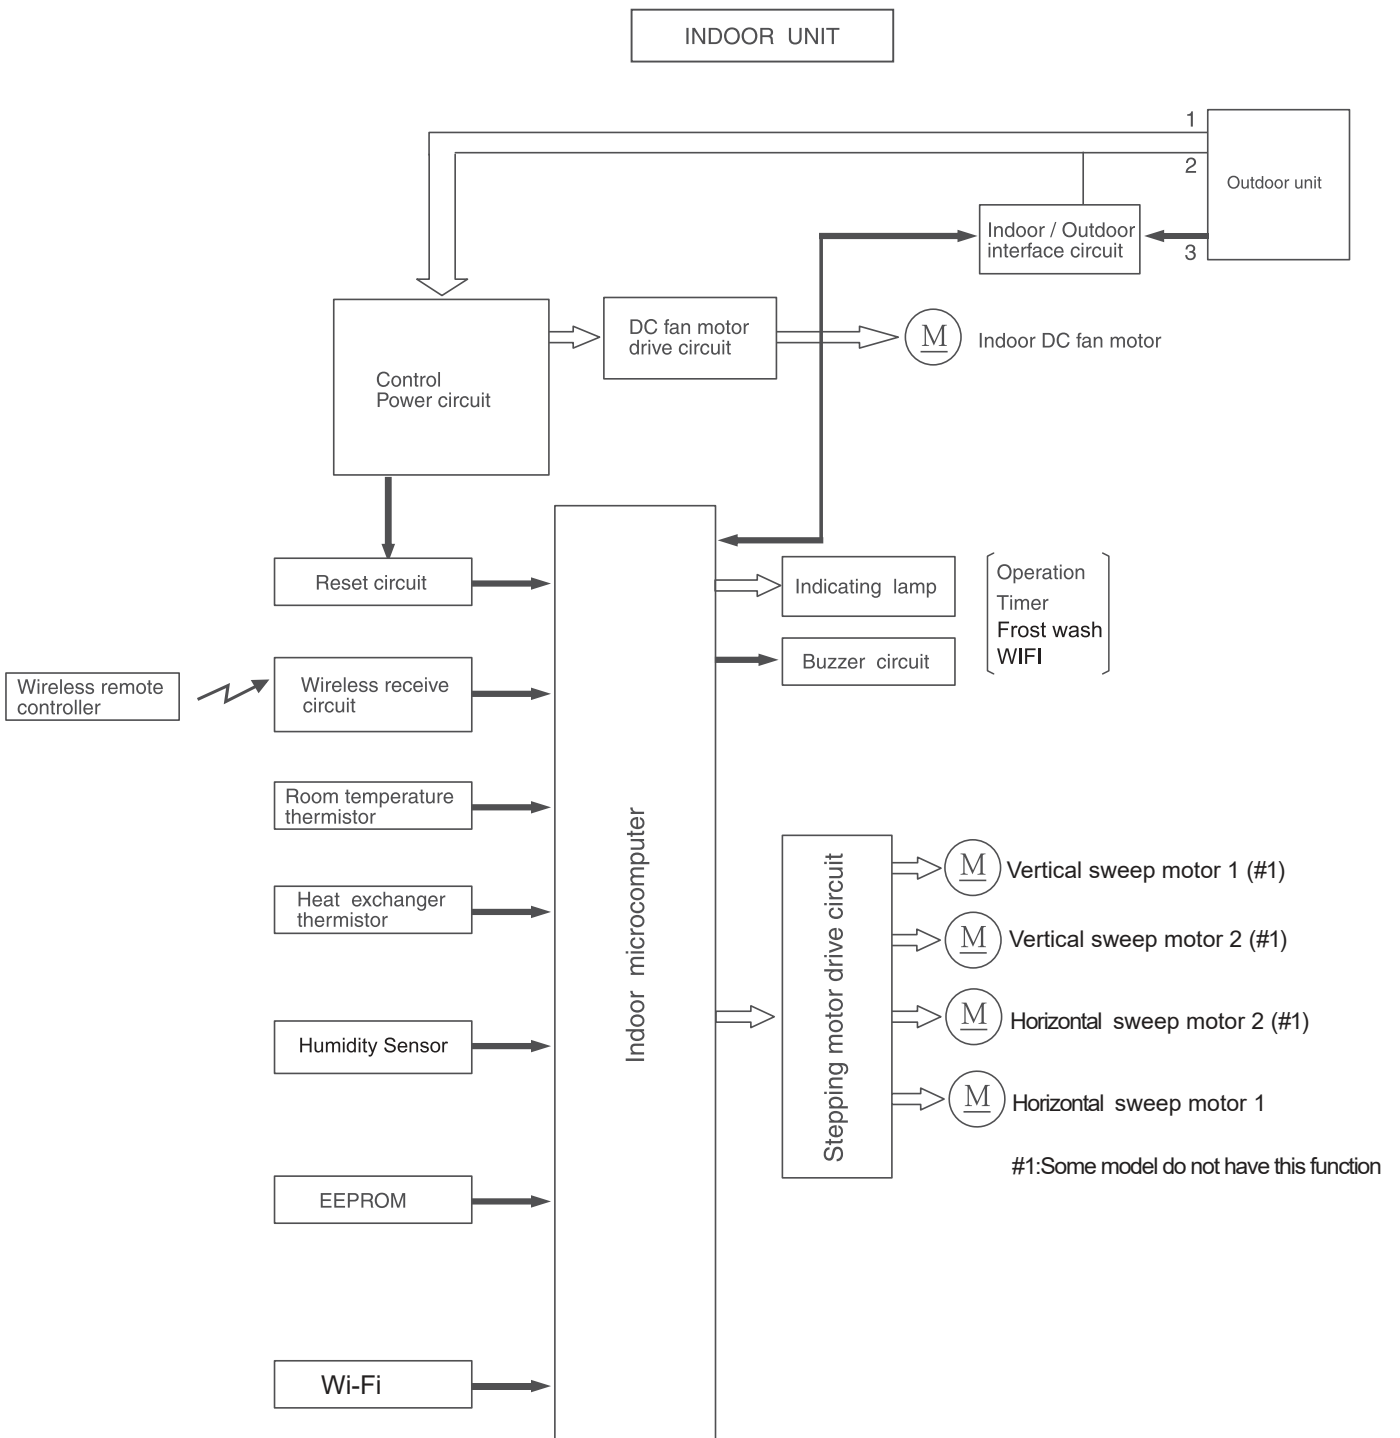 INDOOR UNIT
1
2
3
Outdoor unit
Indoor / Outdoor
interface circuit
DC fan motor
drive circuit
M
Indoor DC fan motor
Control
Power circuit
Reset circuit
Indicating lamp
Operation
Timer
Frost wash
WIFI
Buzzer circuit
Wireless remote
controller
Wireless receive
circuit
Room temperature
thermistor
Heat exchanger
thermistor
Humidity Sensor
EEPROM
Wi-Fi
Indoor microcomputer
Stepping motor drive circuit
M Vertical sweep motor 1 (#1)
M Vertical sweep motor 2 (#1)
M Horizontal sweep motor 2 (#1)
M Horizontal sweep motor 1
#1:Some model do not have this function